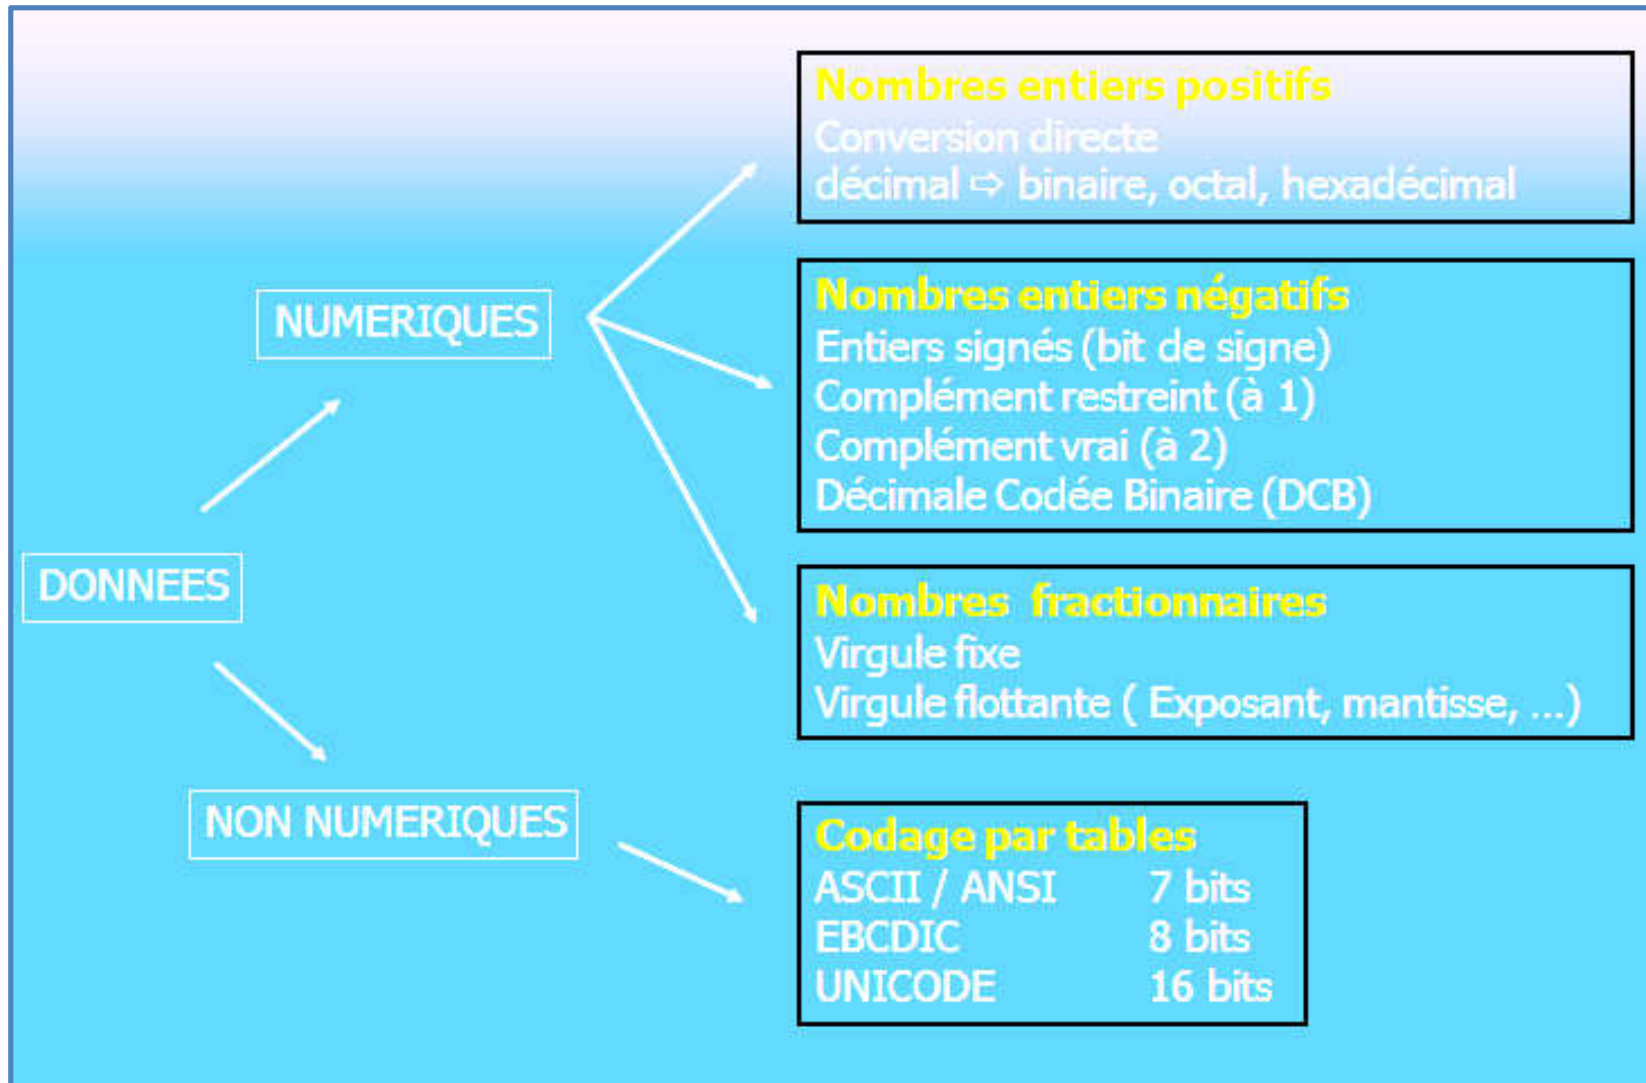 DONNEES
NUMERIQUES
Nombres entiers positifs
Conversion directe
décimal ⇨ binaire, octal, hexadécimal
Nombres entiers négatifs
Entiers signés (bit de signe)
Complément restreint (à 1)
Complément vrai (à 2)
Décimale Codée Binaire (DCB)
Nombres fractionnaires
Virgule fixe
Virgule flottante ( Exposant, mantisse, ...)
NON NUMERIQUES
Codage par tables
ASCII / ANSI 7 bits
EBCDIC 8 bits
UNICODE 16 bits